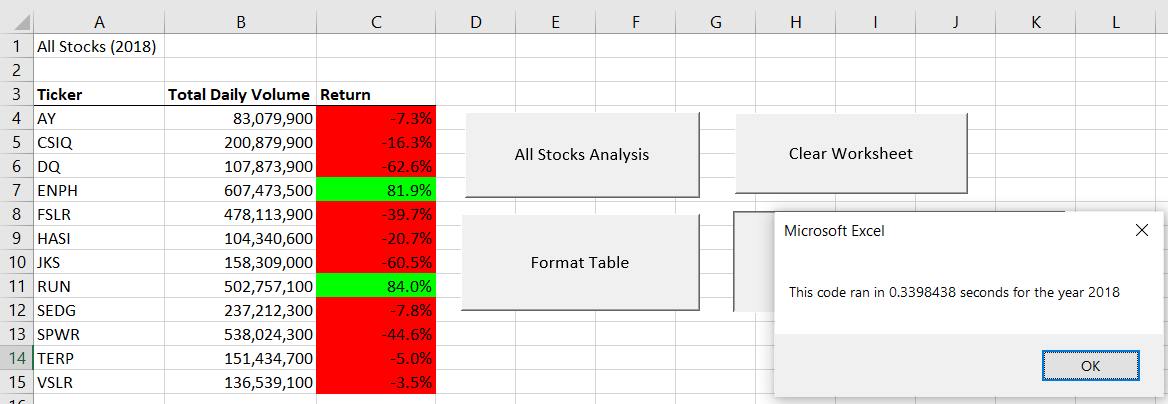 A B C D E F G H I J K L
1 All Stocks (2018)
2
3 Ticker Total Daily Volume Return
4 AY 83,079,900 -7.3%
5 CSIQ 200,879,900 -16.3%
6 DQ 107,873,900 -62.6%
7 ENPH 607,473,500 81.9%
8 FSLR 478,113,900 -39.7%
9 HASI 104,340,600 -20.7%
10 JKS 158,309,000 -60.5%
11 RUN 502,757,100 84.0%
12 SEDG 237,212,300 -7.8%
13 SPWR 538,024,300 -44.6%
14 TERP 151,434,700 -5.0%
15 VSLR 136,539,100 -3.5%
All Stocks Analysis
Clear Worksheet
Format Table
Microsoft Excel
This code ran in 0.3398438 seconds for the year 2018
OK